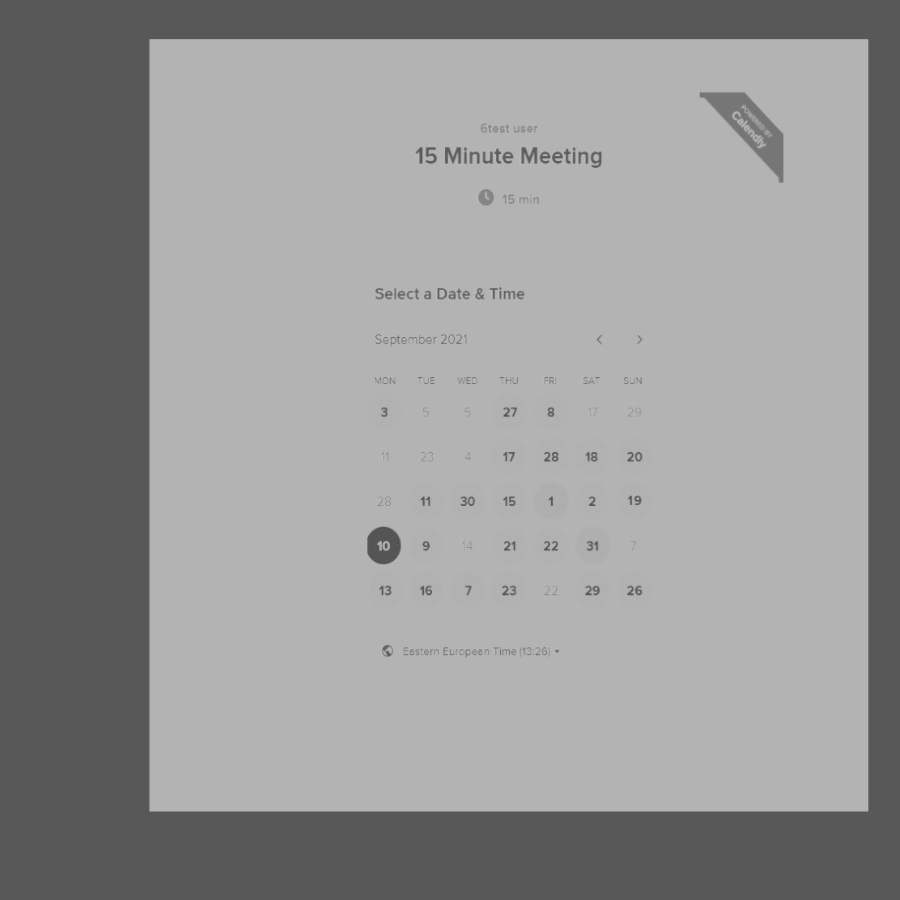 POWERED BY
Calendly
6test user
15 Minute Meeting
15 min
Select a Date & Time
September 2021
MON TUE WED THU FRI SAT SUN
3 5 5 27 8 17 29
11 23 4 17 28 18 20
28 11 30 15 1 2 19
10 9 14 21 22 31 7
13 16 7 23 22 29 26
Eastern European Time (13:26)